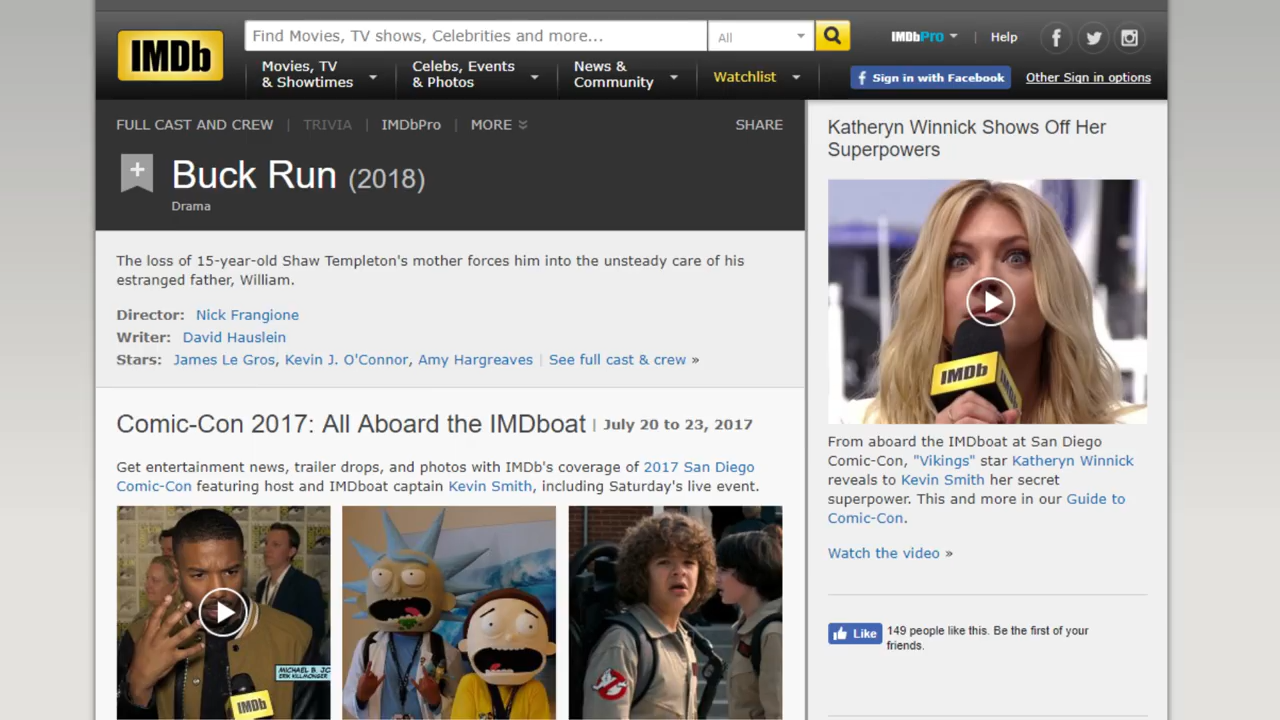 IMDb
Find Movies, TV shows, Celebrities and more...
All
IMDbPro
Help
Movies, TV
& Showtimes
Celebs, Events
& Photos
News &
Community
Watchlist
Sign in with Facebook
Other Sign in options
FULL CAST AND CREW | TRIVIA | IMDbPro | MORE
SHARE
Buck Run (2018)
Drama
The loss of 15-year-old Shaw Templeton's mother forces him into the unsteady care of his
estranged father, William.
Director: Nick Frangione
Writer: David Hauslein
Stars: James Le Gros, Kevin J. O'Connor, Amy Hargreaves | See full cast & crew »
Comic-Con 2017: All Aboard the IMDboat | July 20 to 23, 2017
Get entertainment news, trailer drops, and photos with IMDb's coverage of 2017 San Diego
Comic-Con featuring host and IMDboat captain Kevin Smith, including Saturday's live event.
MICHAEL B. JO
ERIK KILLMONGER
IMDb
Katheryn Winnick Shows Off Her
Superpowers
IMDb
From aboard the IMDboat at San Diego
Comic-Con, "Vikings" star Katheryn Winnick
reveals to Kevin Smith her secret
superpower. This and more in our Guide to
Comic-Con.
Watch the video »
Like
149 people like this. Be the first of your
friends.